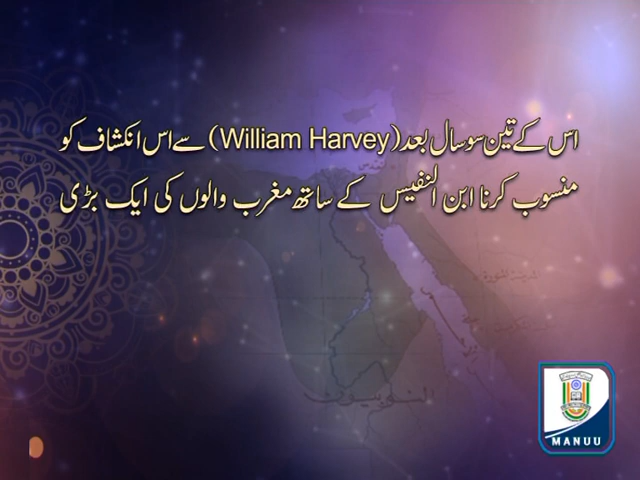 اس کے تین سو سال بعد (William Harvey) سے اس انکشاف کو
منسوب کرنا ابن النفیس کے ساتھ مغرب والوں کی ایک بڑی
MANUU